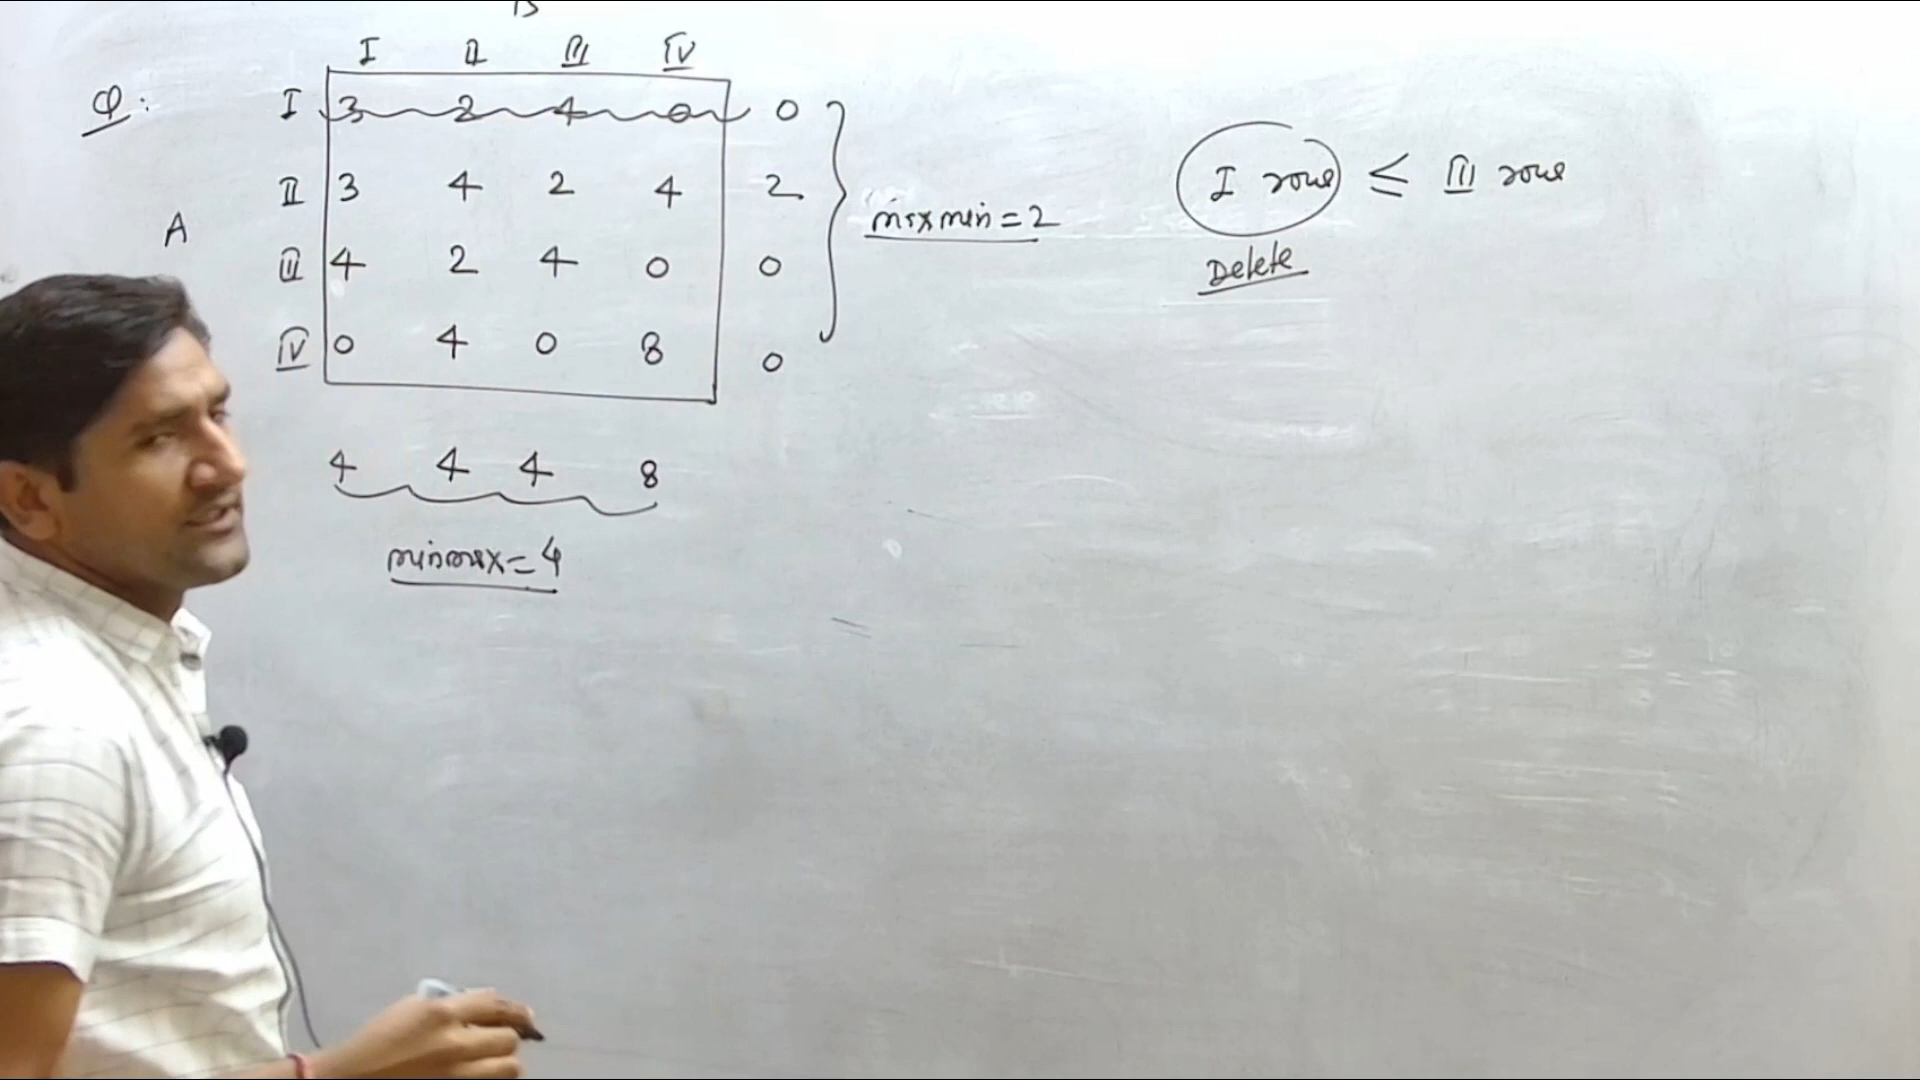 B
I II III IV
Q: I 3 2 4 0 0
II 3 4 2 4 2
A
III 4 2 4 0 0
IV 0 4 0 8 0
maxmin = 2
4 4 4 8
minmax = 4
I row ≤ III row
Delete